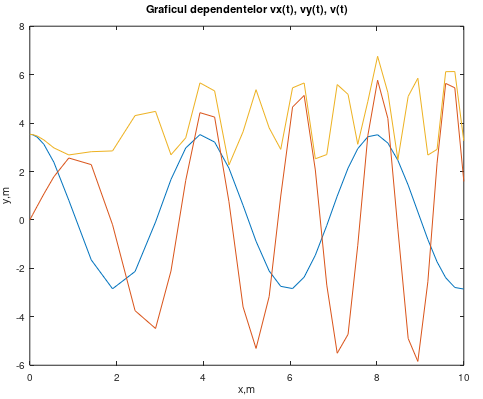 Graficul dependentelor vx(t), vy(t), v(t)
8
6
4
2
0
-2
-4
-6
y,m
0 2 4 6 8 10
x,m